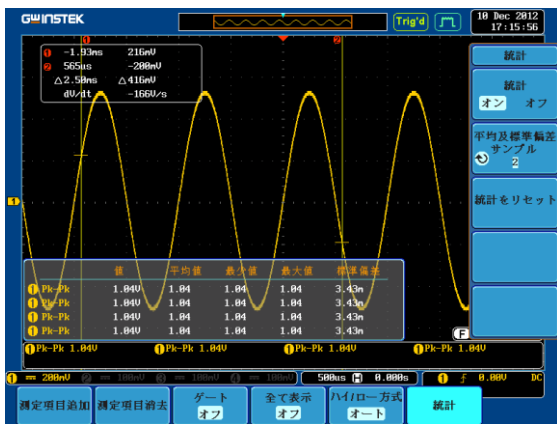 GWINSTEK
Trig'd
10 Dec 2012
17:15:56
1 -1.93ms 216mV
2 565us -200mV
△2.50ms △416mV
dV/dt -166V/s
統計
統計
オン オフ
平均及標準偏差
サンプル
2
統計をリセット
値 平均値 最少値 最大値 標準偏差
1 Pk-Pk 1.04V 1.04 1.04 1.04 3.43m
1 Pk-Pk 1.04V 1.04 1.04 1.04 3.43m
1 Pk-Pk 1.04V 1.04 1.04 1.04 3.43m
1 Pk-Pk 1.04V 1.04 1.04 1.04 3.43m
F
1 Pk-Pk 1.04V 1 Pk-Pk 1.04V 1 Pk-Pk 1.04V 1 Pk-Pk 1.04V
1 200mV 2 100mV 3 100mV 4 100mV 500us H 0.000s 1 0.00V DC
測定項目追加
測定項目消去
ゲート
オフ
全て表示
オフ
ハイ/ロー方式
オート
統計